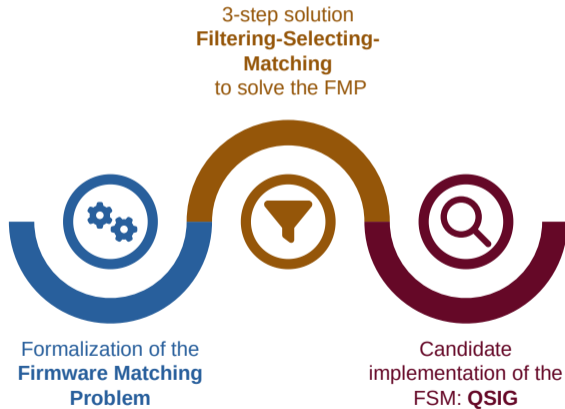 3-step solution
Filtering-Selecting-
Matching
to solve the FMP
Formalization of the
Firmware Matching
Problem
Candidate
implementation of the
FSM: QSIG